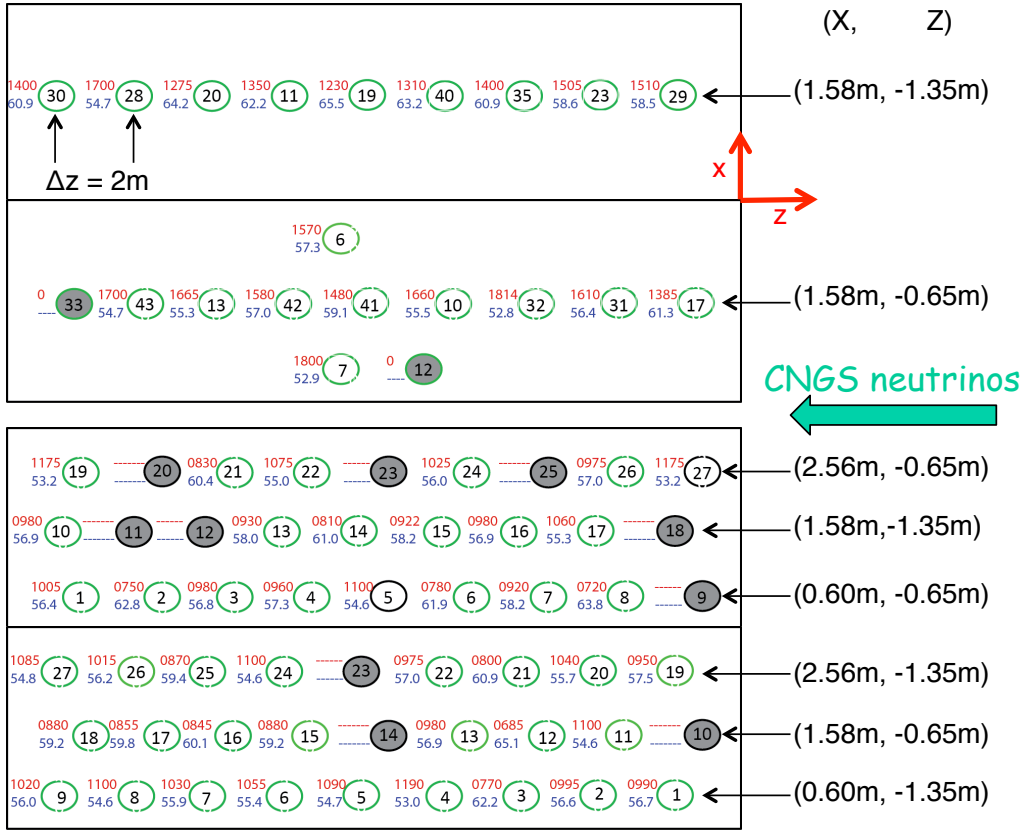 (X, Z)
1400 1700 1275 1350 1230 1310 1400 1505 1510
30 28 20 11 19 40 35 23 29 (1.58m, -1.35m)
60.9 54.7 64.2 62.2 65.5 63.2 60.9 58.6 58.5
Δz = 2m
x
z
1570
6
57.3
0 1700 1665 1580 1480 1660 1814 1610 1385
33 43 13 42 41 10 32 31 17 (1.58m, -0.65m)
---- 54.7 55.3 57.0 59.1 55.5 52.8 56.4 61.3
1800 0
7 12
52.9 ----
CNGS neutrinos
1175 ------- 0830 1075 ------- 1025 ------- 0975 1175
19 20 21 22 23 24 25 26 27 (2.56m, -0.65m)
53.2 ------- 60.4 55.0 ------- 56.0 ------- 57.0 53.2
0980 ------- ------ 0930 0810 0922 0980 1060 ------
10 11 12 13 14 15 16 17 18 (1.58m,-1.35m)
56.9 ------- ------ 58.0 61.0 58.2 56.9 55.3 ------
1005 0750 0980 0960 1100 0780 0920 0720 ------
1 2 3 4 5 6 7 8 9 (0.60m, -0.65m)
56.4 62.8 56.8 57.3 54.6 61.9 58.2 63.8 ------
1085 1015 0870 1100 ------ 0975 0800 1040 0950
27 26 25 24 23 22 21 20 19 (2.56m, -1.35m)
54.8 56.2 59.4 54.6 ------ 57.0 60.9 55.7 57.5
0880 0855 0845 0880 ------- 0980 0685 1100 -------
18 17 16 15 14 13 12 11 10 (1.58m, -0.65m)
59.2 59.8 60.1 59.2 ------- 56.9 65.1 54.6 -------
1020 1100 1030 1055 1090 1190 0770 0995 0990
9 8 7 6 5 4 3 2 1 (0.60m, -1.35m)
56.0 54.6 55.9 55.4 54.7 53.0 62.2 56.6 56.7